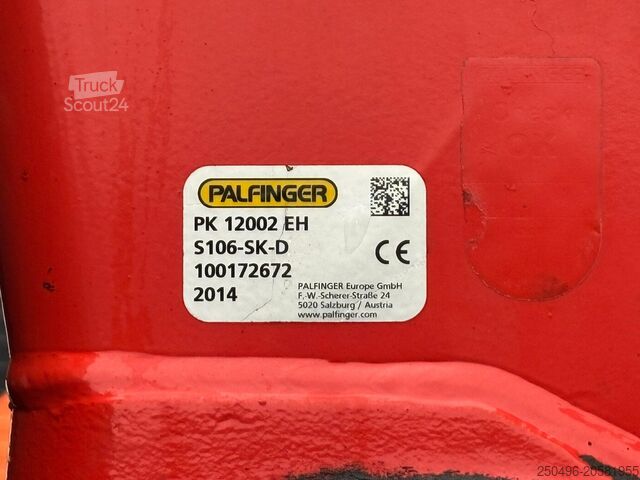 Truck
Scout24
PALFINGER
PK 12002 EH
S106-SK-D
100172672
2014
CE
PALFINGER Europe GmbH
F.-W.-Scherer-Straße 24
5020 Salzburg / Austria
www.palfinger.com
250496-20581955